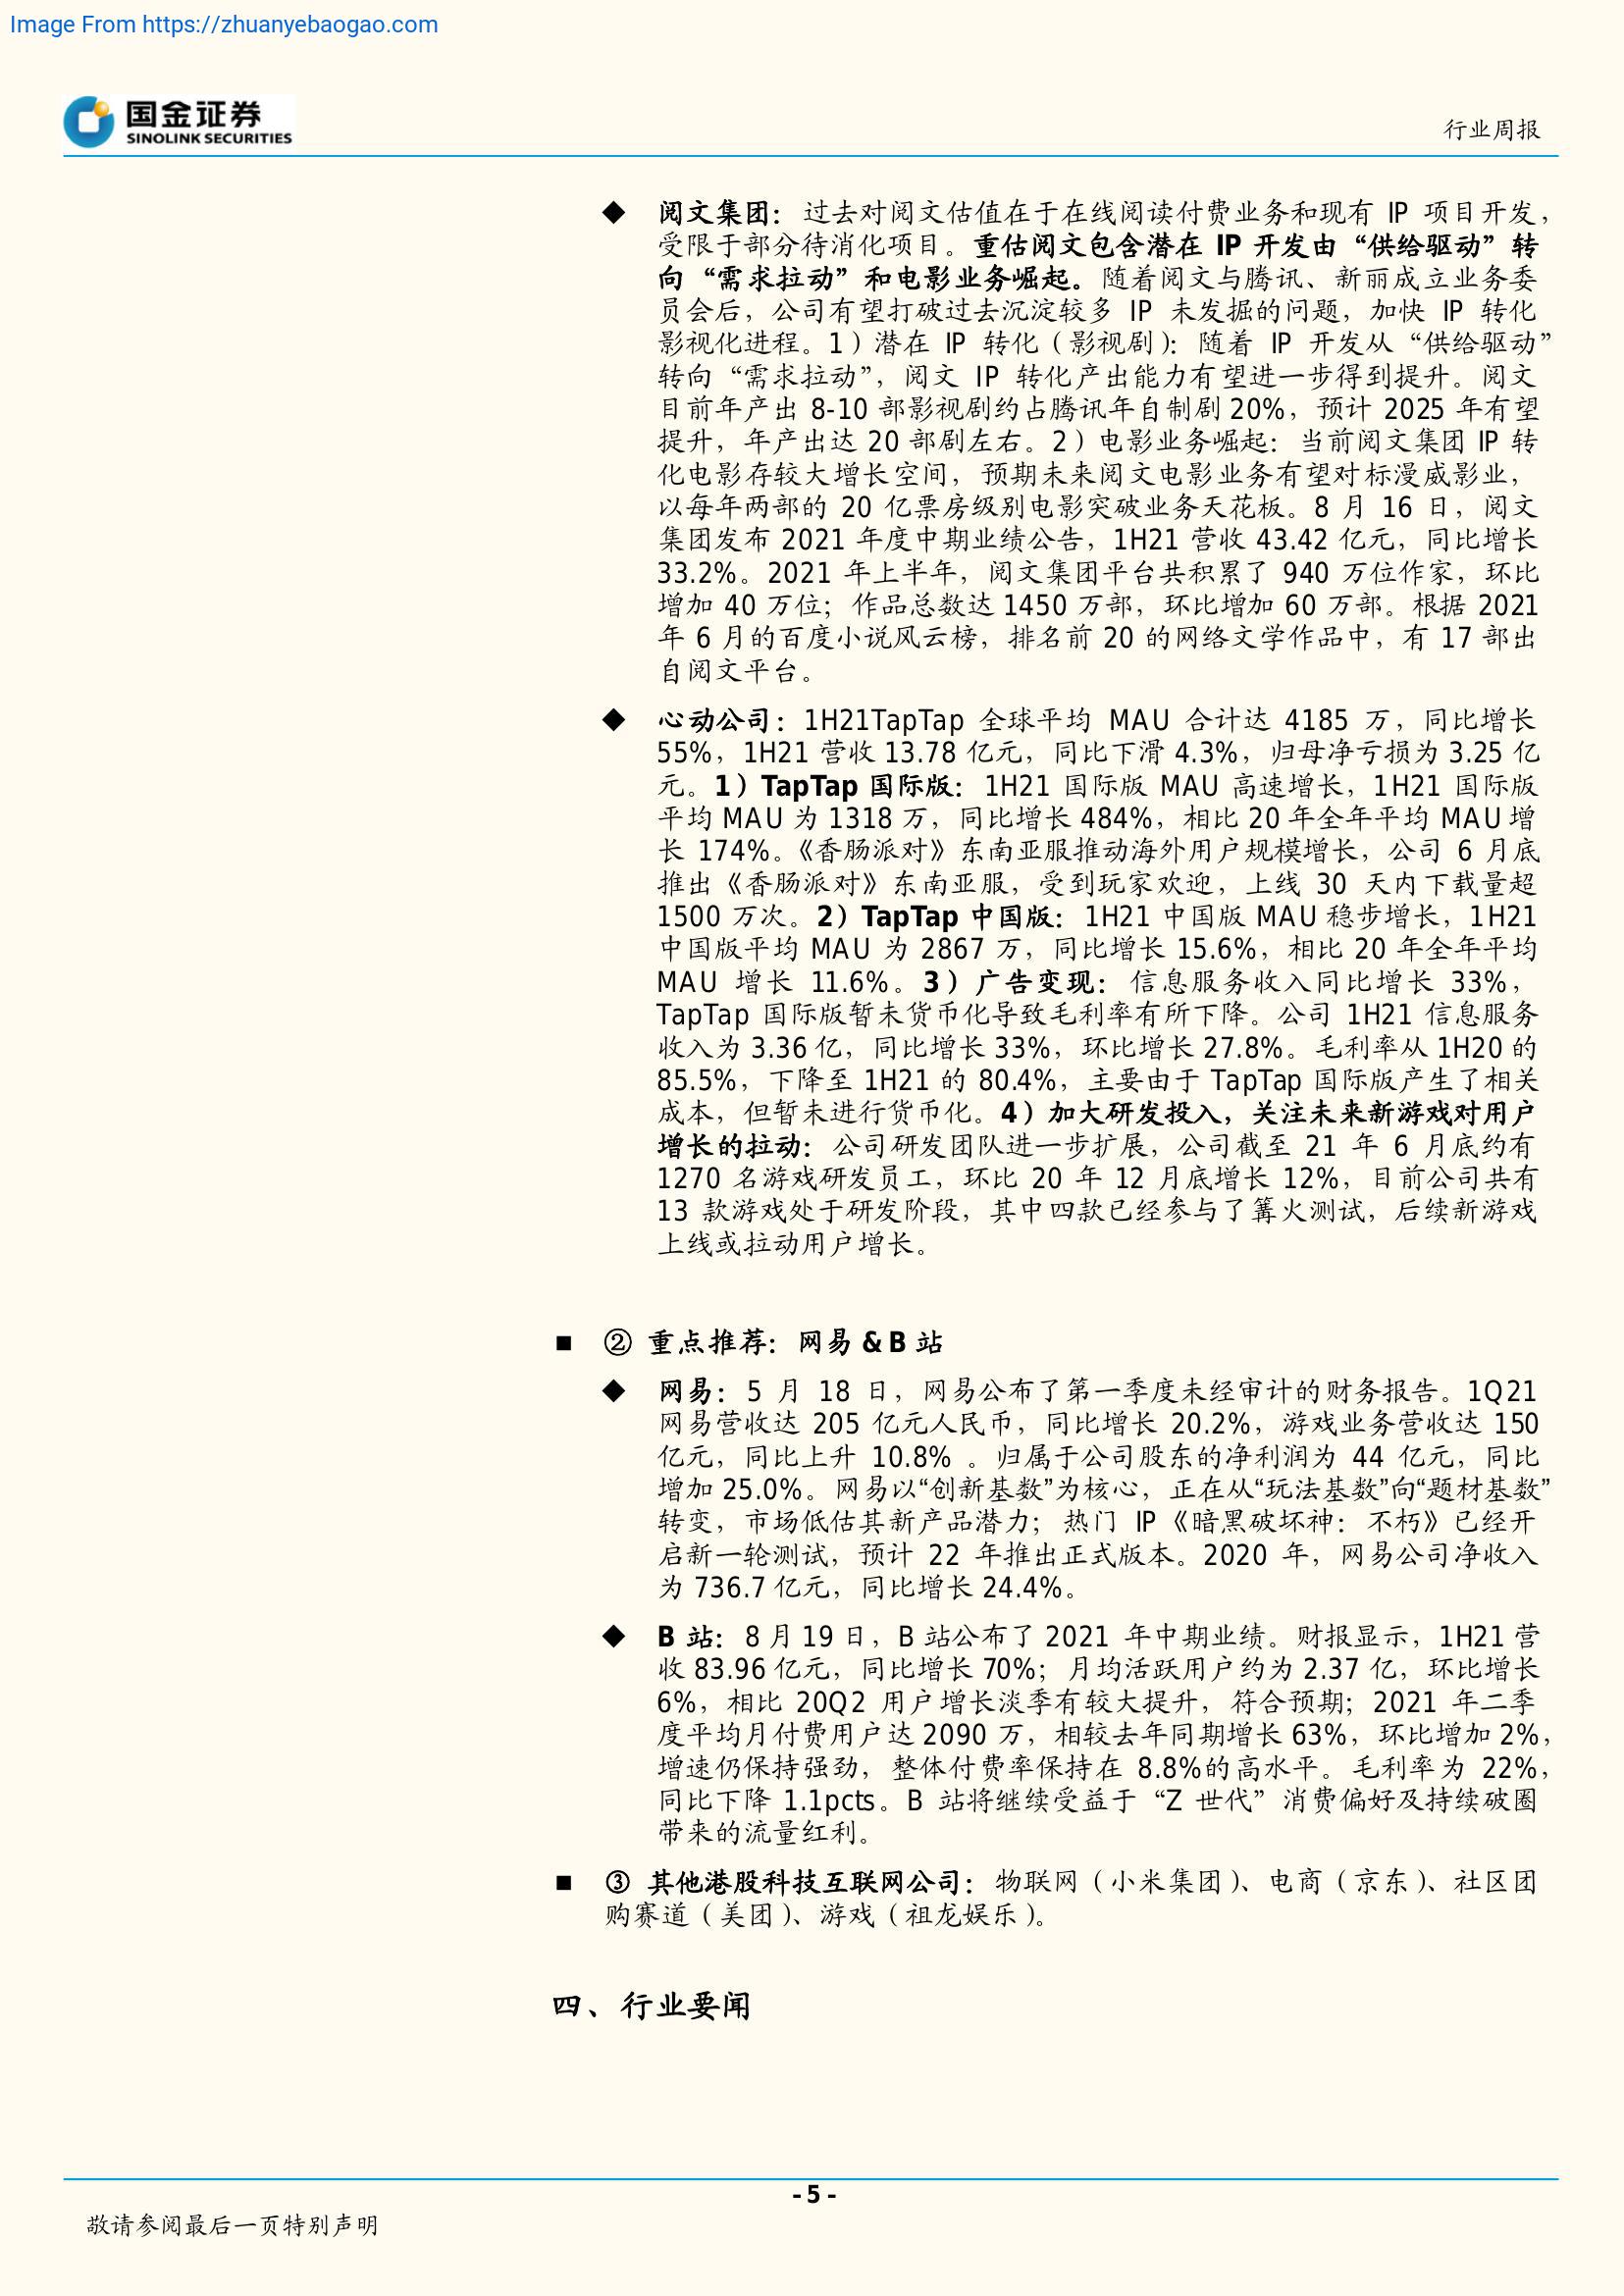 Image From https://zhuanyebaogao.com
国金证券
SINOLINK SECURITIES
行业周报
◆ 阅文集团：过去对阅文估值在于在线阅读付费业务和现有 IP 项目开发，
受限于部分待消化项目。重估阅文包含潜在 IP 开发由“供给驱动”转
向“需求拉动”和电影业务崛起。随着阅文与腾讯、新丽成立业务委
员会后，公司有望打破过去沉淀较多 IP 未发掘的问题，加快 IP 转化
影视化进程。1）潜在 IP 转化（影视剧）：随着 IP 开发从“供给驱动”
转向“需求拉动”，阅文 IP 转化产出能力有望进一步得到提升。阅文
目前年产出 8-10 部影视剧约占腾讯年自制剧 20%，预计 2025 年有望
提升，年产出达 20 部剧左右。2）电影业务崛起：当前阅文集团 IP 转
化电影存较大增长空间，预期未来阅文电影业务有望对标漫威影业，
以每年两部的 20 亿票房级别电影突破业务天花板。8 月 16 日，阅文
集团发布 2021 年度中期业绩公告，1H21 营收 43.42 亿元，同比增长
33.2%。2021 年上半年，阅文集团平台共积累了 940 万位作家，环比
增加 40 万位；作品总数达 1450 万部，环比增加 60 万部。根据 2021
年 6 月的百度小说风云榜，排名前 20 的网络文学作品中，有 17 部出
自阅文平台。
◆ 心动公司：1H21TapTap 全球平均 MAU 合计达 4185 万，同比增长
55%，1H21 营收 13.78 亿元，同比下滑 4.3%，归母净亏损为 3.25 亿
元。1）TapTap 国际版：1H21 国际版 MAU 高速增长，1H21 国际版
平均 MAU 为 1318 万，同比增长 484%，相比 20 年全年平均 MAU 增
长 174%。《香肠派对》东南亚服推动海外用户规模增长，公司 6 月底
推出《香肠派对》东南亚服，受到玩家欢迎，上线 30 天内下载量超
1500 万次。2）TapTap 中国版：1H21 中国版 MAU 稳步增长，1H21
中国版平均 MAU 为 2867 万，同比增长 15.6%，相比 20 年全年平均
MAU 增长 11.6%。3）广告变现：信息服务收入同比增长 33%，
TapTap 国际版暂未货币化导致毛利率有所下降。公司 1H21 信息服务
收入为 3.36 亿，同比增长 33%，环比增长 27.8%。毛利率从 1H20 的
85.5%，下降至 1H21 的 80.4%，主要由于 TapTap 国际版产生了相关
成本，但暂未进行货币化。4）加大研发投入，关注未来新游戏对用户
增长的拉动：公司研发团队进一步扩展，公司截至 21 年 6 月底约有
1270 名游戏研发员工，环比 20 年 12 月底增长 12%，目前公司共有
13 款游戏处于研发阶段，其中四款已经参与了篝火测试，后续新游戏
上线或拉动用户增长。
■ ② 重点推荐：网易 & B 站
◆ 网易：5 月 18 日，网易公布了第一季度未经审计的财务报告。1Q21
网易营收达 205 亿元人民币，同比增长 20.2%，游戏业务营收达 150
亿元，同比上升 10.8% 。归属于公司股东的净利润为 44 亿元，同比
增加 25.0%。网易以“创新基数”为核心，正在从“玩法基数”向“题材基数”
转变，市场低估其新产品潜力；热门 IP《暗黑破坏神：不朽》已经开
启新一轮测试，预计 22 年推出正式版本。2020 年，网易公司净收入
为 736.7 亿元，同比增长 24.4%。
◆ B 站：8 月 19 日，B 站公布了 2021 年中期业绩。财报显示，1H21 营
收 83.96 亿元，同比增长 70%；月均活跃用户约为 2.37 亿，环比增长
6%，相比 20Q2 用户增长淡季有较大提升，符合预期；2021 年二季
度平均月付费用户达 2090 万，相较去年同期增长 63%，环比增加 2%，
增速仍保持强劲，整体付费率保持在 8.8%的高水平。毛利率为 22%，
同比下降 1.1pcts。B 站将继续受益于“Z 世代”消费偏好及持续破圈
带来的流量红利。
■ ③ 其他港股科技互联网公司：物联网（小米集团）、电商（京东）、社区团
购赛道（美团）、游戏（祖龙娱乐）。
四、行业要闻
- 5 -
敬请参阅最后一页特别声明